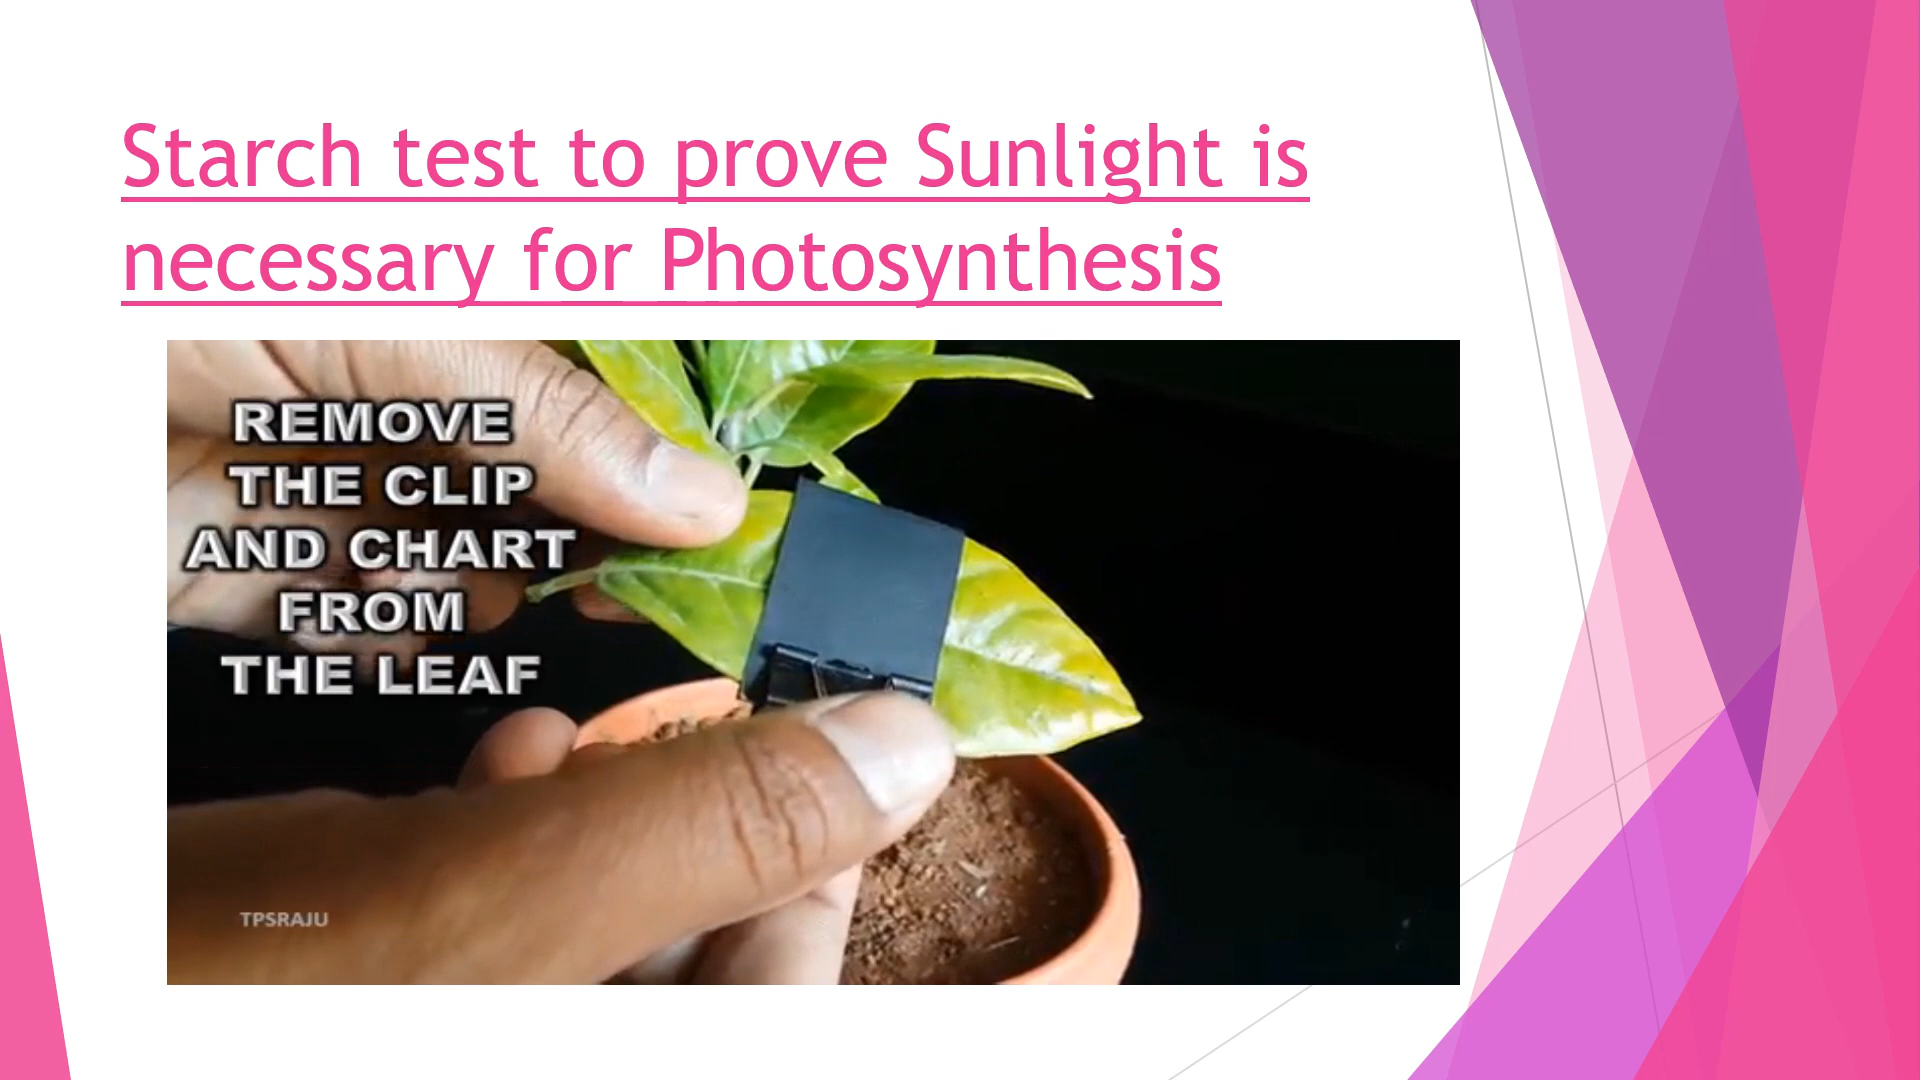 Starch test to prove Sunlight is
necessary for Photosynthesis
REMOVE
THE CLIP
AND CHART
FROM
THE LEAF
TPSRAJU